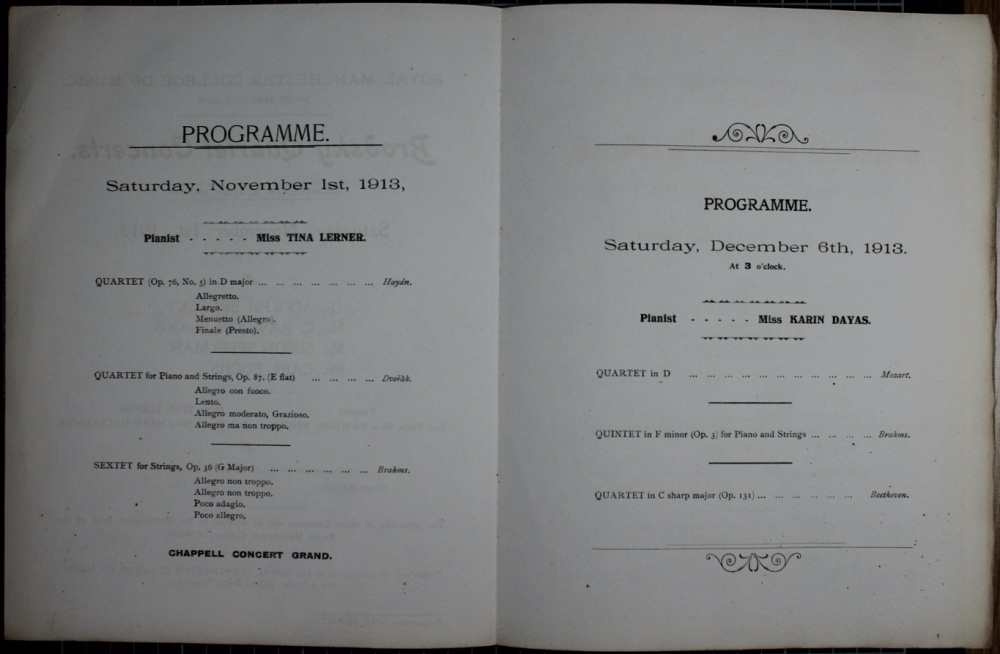 PROGRAMME.
Saturday, November 1st, 1913,
Pianist - - - - - Miss TINA LERNER.
QUARTET (Op. 76, No. 5) in D major ... ... ... ... ... ... ... Haydn.
Allegretto.
Largo.
Menuetto (Allegro).
Finale (Presto).
QUARTET for Piano and Strings, Op. 87. (E flat) ... ... ... ... Dvořák.
Allegro con fuoco.
Lento.
Allegro moderato, Grazioso.
Allegro ma non troppo.
SEXTET for Strings, Op. 36 (G Major) ... ... ... ... ... ... Brahms.
Allegro non troppo.
Allegro non troppo.
Poco adagio.
Poco allegro,
CHAPPELL CONCERT GRAND.
PROGRAMME.
Saturday, December 6th, 1913.
At 3 o'clock.
Pianist - - - - - Miss KARIN DAYAS.
QUARTET in D ... ... ... ... ... ... ... ... ... ... ... Mozart.
QUINTET in F minor (Op. 3) for Piano and Strings ... ... ... ... Brahms.
QUARTET in C sharp major (Op. 131) ... ... ... ... ... ... Beethoven.